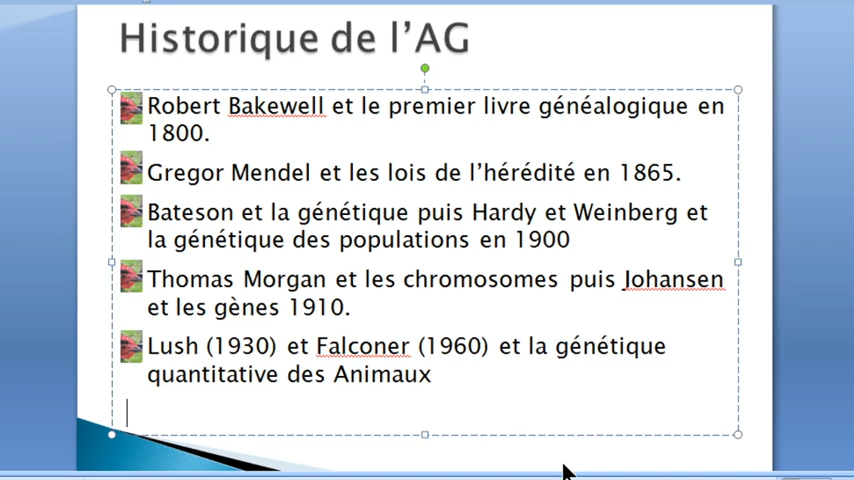 Historique de l'AG
Robert Bakewell et le premier livre généalogique en
1800.
Gregor Mendel et les lois de l'hérédité en 1865.
Bateson et la génétique puis Hardy et Weinberg et
la génétique des populations en 1900
Thomas Morgan et les chromosomes puis Johansen
et les gènes 1910.
Lush (1930) et Falconer (1960) et la génétique
quantitative des Animaux